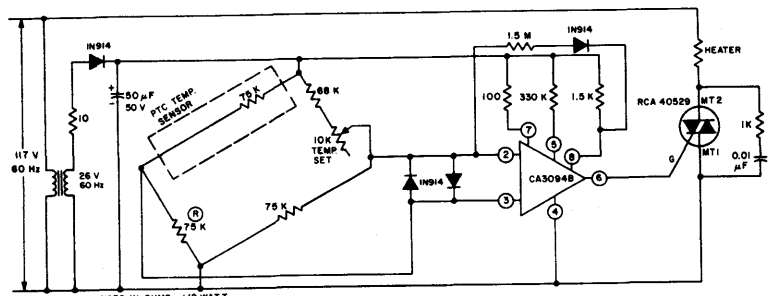 117 V
60 Hz
26 V
60 Hz
10
1N914
+
-
50 µF
50 V
PTC TEMP.
SENSOR
75 K
68 K
10K
TEMP.
SET
R
75 K
75 K
1N914
1.5 M
1N914
100
330 K
1.5 K
7
5
8
2
3
CA3094B
6
4
HEATER
RCA 40529
MT2
MT1
G
1K
0.01
µF